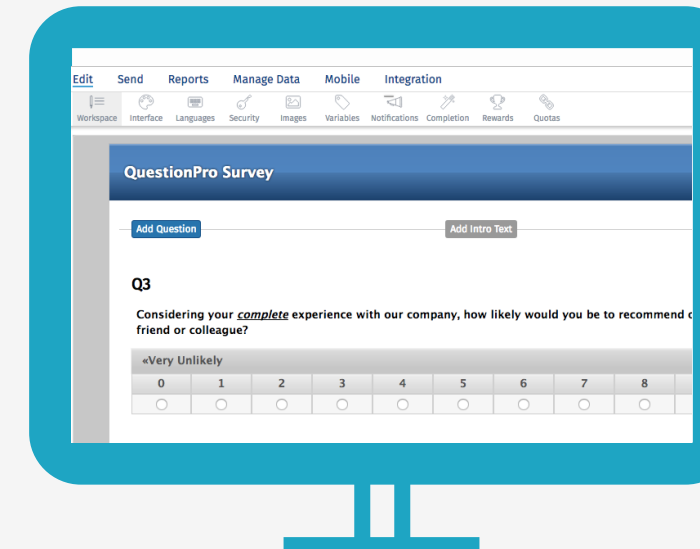 Edit Send Reports Manage Data Mobile Integration
Workspace Interface Languages Security Images Variables Notifications Completion Rewards Quotas
QuestionPro Survey
Add Question Add Intro Text
Q3
Considering your complete experience with our company, how likely would you be to recommend
friend or colleague?
«Very Unlikely
0 1 2 3 4 5 6 7 8